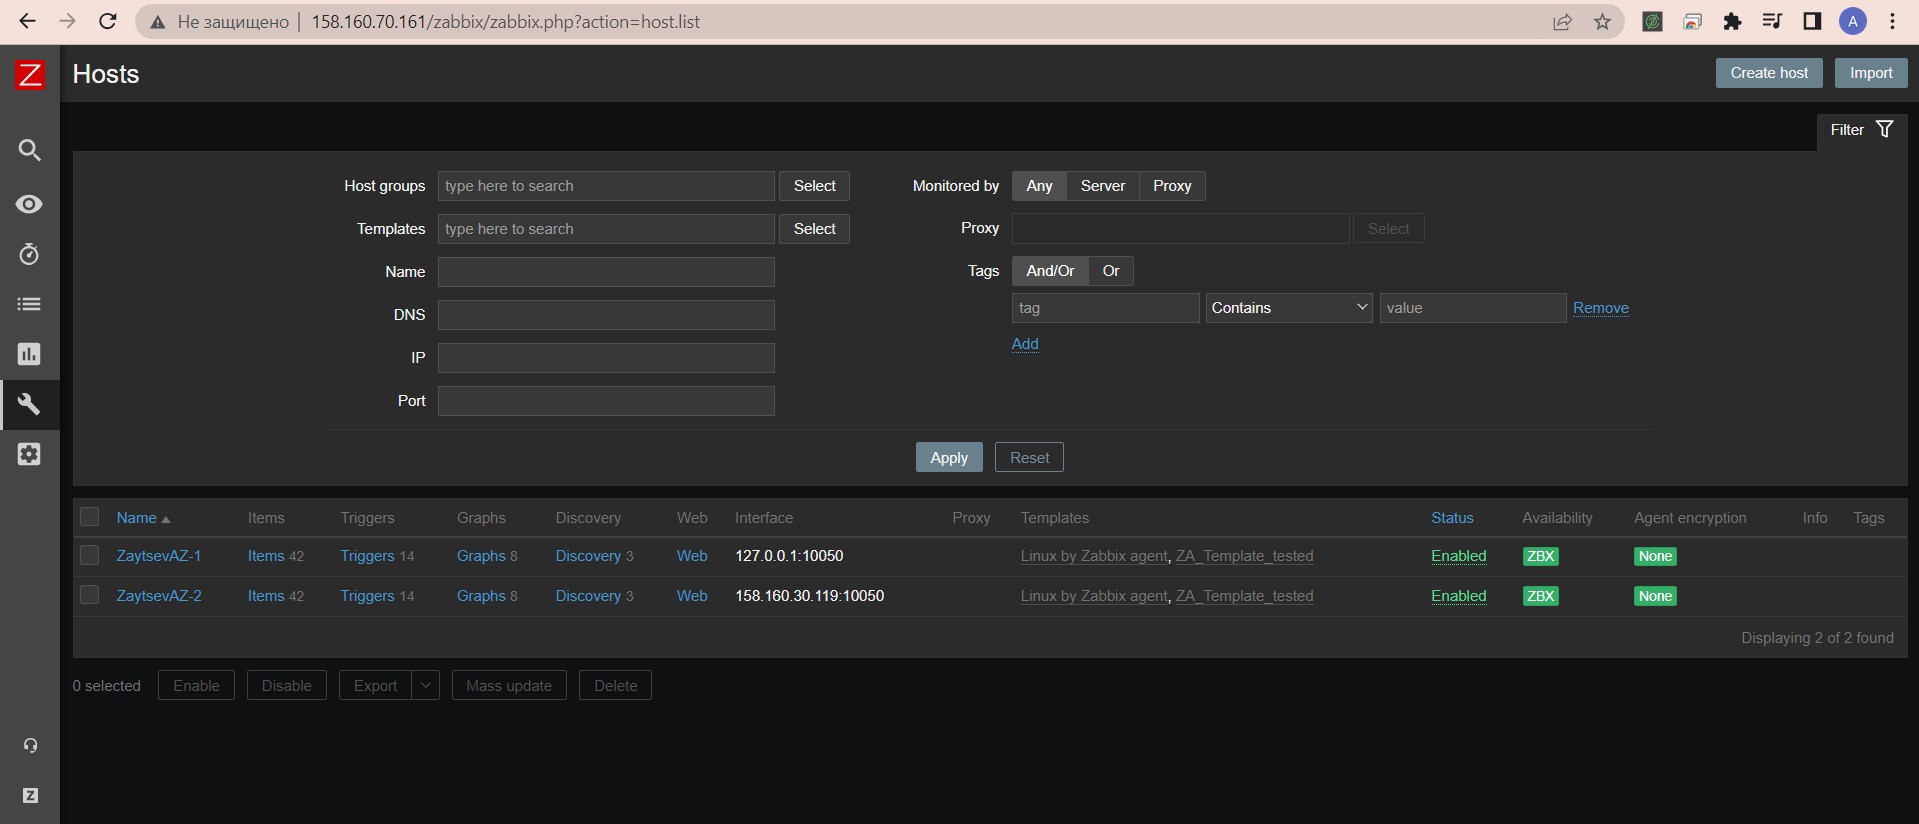 Не защищено | 158.160.70.161/zabbix/zabbix.php?action=host.list A
Z Hosts Create host Import
Filter
Host groups type here to search Select Monitored by Any Server Proxy
Templates type here to search Select Proxy Select
Name Tags And/Or Or
DNS tag Contains value Remove
IP Add
Port
Apply Reset
Name Items Triggers Graphs Discovery Web Interface Proxy Templates Status Availability Agent encryption Info Tags
ZaytsevAZ-1 Items 42 Triggers 14 Graphs 8 Discovery 3 Web 127.0.0.1:10050 Linux by Zabbix agent, ZA_Template_tested Enabled ZBX None
ZaytsevAZ-2 Items 42 Triggers 14 Graphs 8 Discovery 3 Web 158.160.30.119:10050 Linux by Zabbix agent, ZA_Template_tested Enabled ZBX None
Displaying 2 of 2 found
0 selected Enable Disable Export Mass update Delete
Z